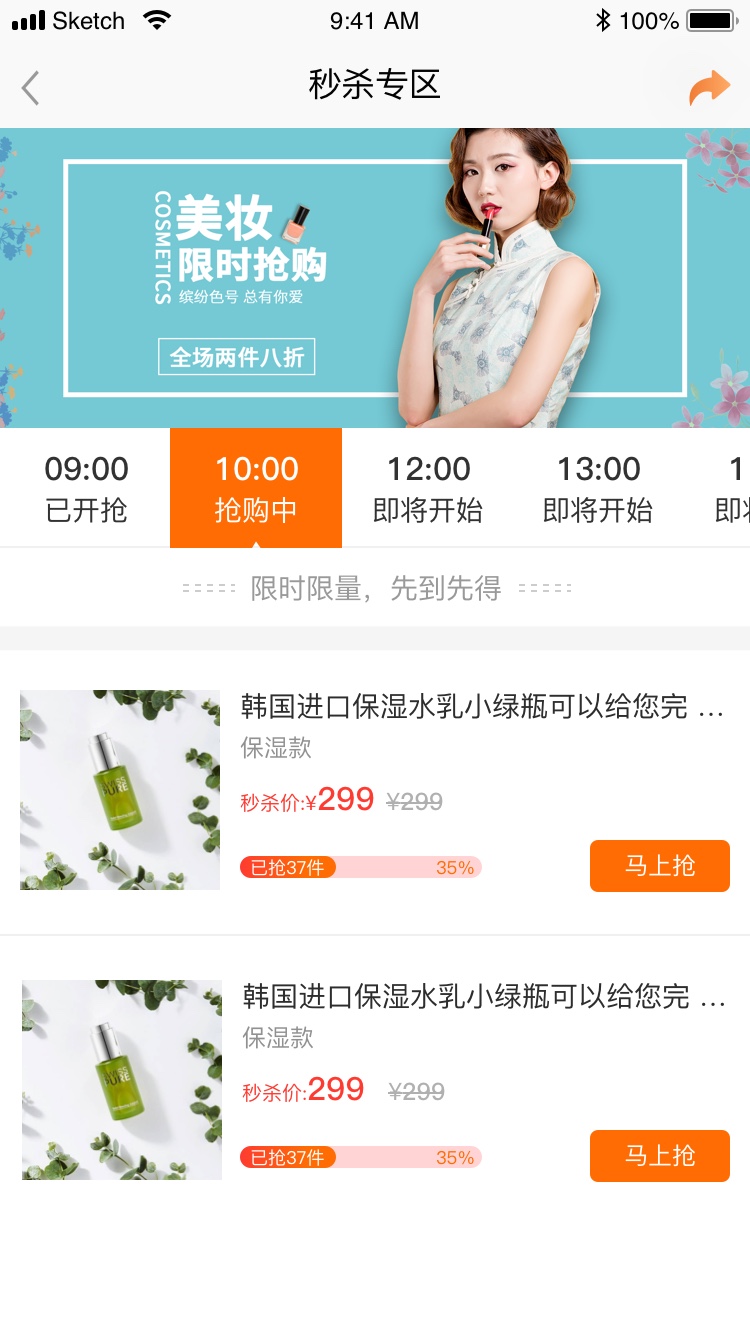 Sketch 9:41 AM 100%
秒杀专区
COSMETICS
美妆
限时抢购
缤纷色号 总有你爱
全场两件八折
09:00 10:00 12:00 13:00 1
已开抢 抢购中 即将开始 即将开始 即
限时限量，先到先得
韩国进口保湿水乳小绿瓶可以给您完 …
保湿款
秒杀价:¥299 ¥299
已抢37件 35% 马上抢
韩国进口保湿水乳小绿瓶可以给您完 …
保湿款
秒杀价:299 ¥299
已抢37件 35% 马上抢